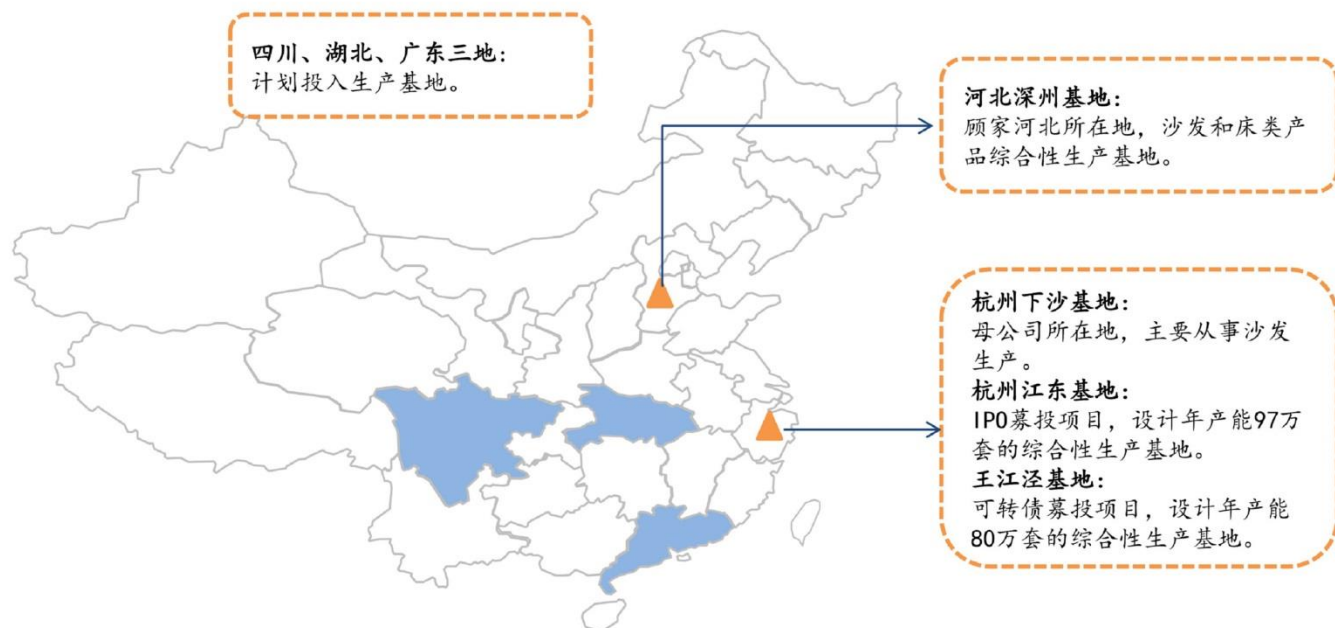 四川、湖北、广东三地：
计划投入生产基地。
河北深州基地：
顾家河北所在地，沙发和床类产
品综合性生产基地。
杭州下沙基地：
母公司所在地，主要从事沙发
生产。
杭州江东基地：
IPO募投项目，设计年产能97万
套的综合性生产基地。
王江泾基地：
可转债募投项目，设计年产能
80万套的综合性生产基地。